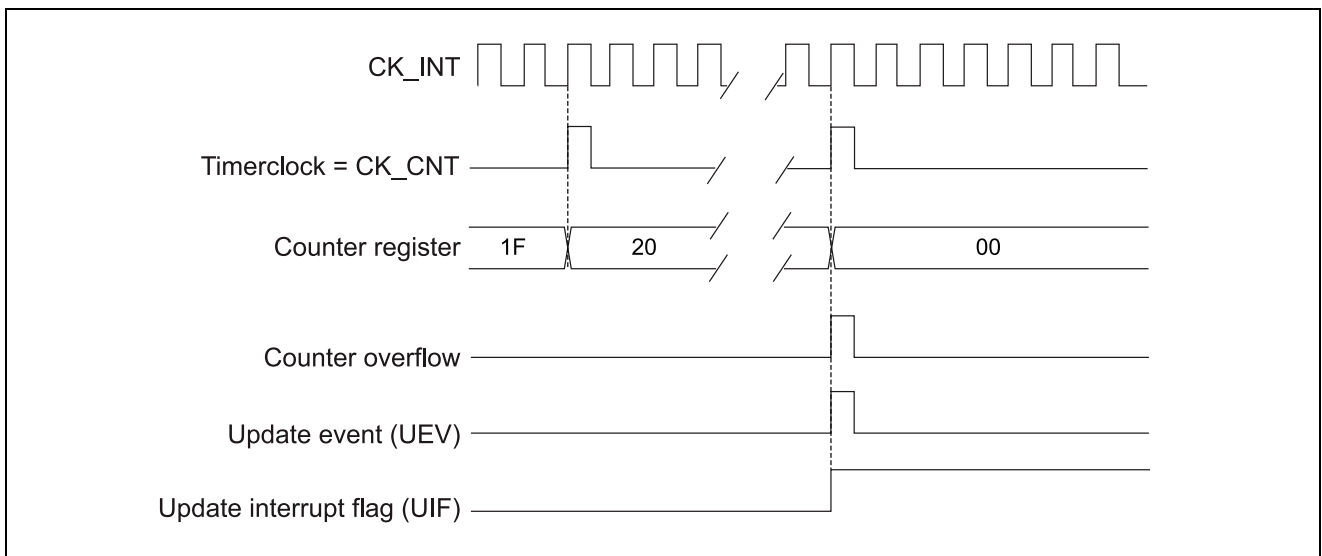 CK_INT
Timerclock = CK_CNT
Counter register 1F 20 00
Counter overflow
Update event (UEV)
Update interrupt flag (UIF)